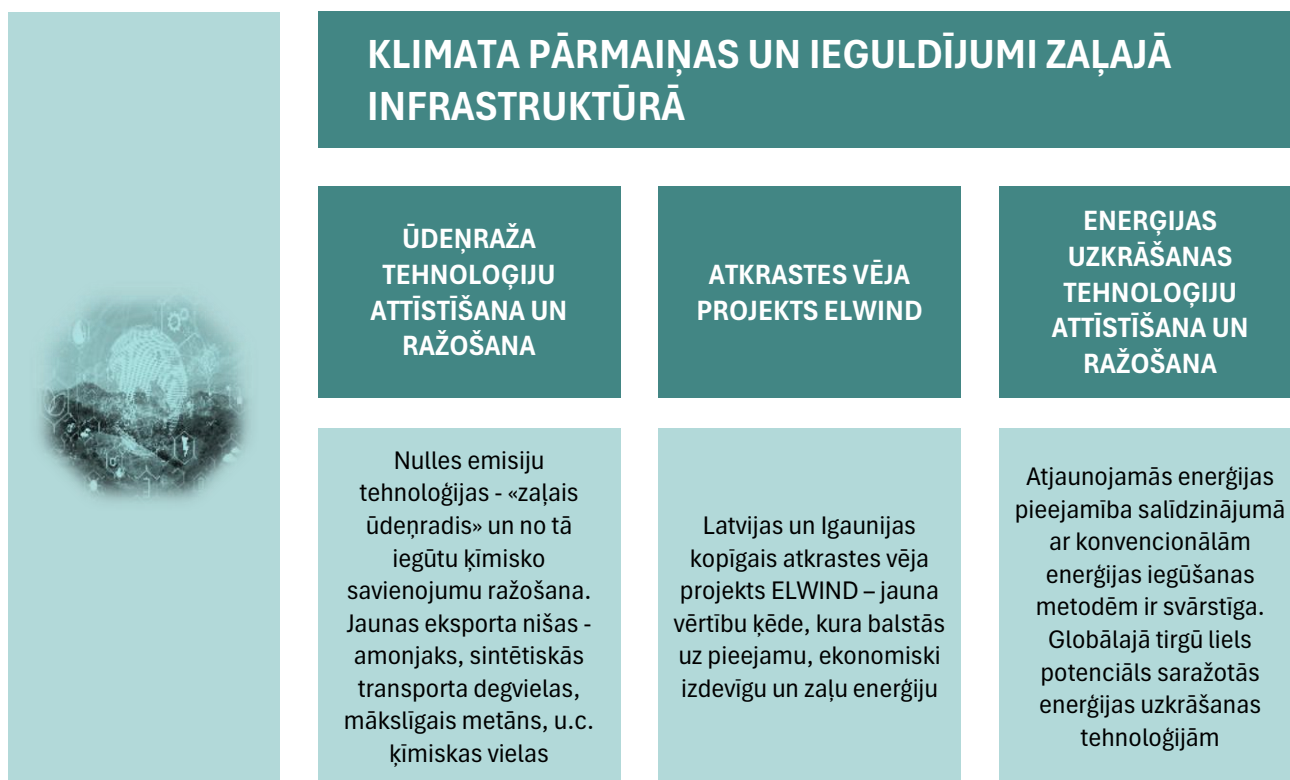 KLIMATA PĀRMAIŅAS UN IEGULDĪJUMI ZAĻAJĀ
INFRASTRUKTŪRĀ
ŪDEŅRAŽA
TEHNOLOĢIJU
ATTĪSTĪŠANA UN
RAŽOŠANA
Nulles emisiju
tehnoloģijas - «zaļais
ūdeņradis» un no tā
iegūtu ķīmisko
savienojumu ražošana.
Jaunas eksporta nišas -
amonjaks, sintētiskās
transporta degvielas,
mākslīgais metāns, u.c.
ķīmiskas vielas
ATKRASTES VĒJA
PROJEKTS ELWIND
Latvijas un Igaunijas
kopīgais atkrastes vēja
projekts ELWIND – jauna
vērtību ķēde, kura balstās
uz pieejamu, ekonomiski
izdevīgu un zaļu enerģiju
ENERĢIJAS
UZKRĀŠANAS
TEHNOLOĢIJU
ATTĪSTĪŠANA UN
RAŽOŠANA
Atjaunojamās enerģijas
pieejamība salīdzinājumā
ar konvencionālām
enerģijas iegūšanas
metodēm ir svārstīga.
Globālajā tirgū liels
potenciāls saražotās
enerģijas uzkrāšanas
tehnoloģijām